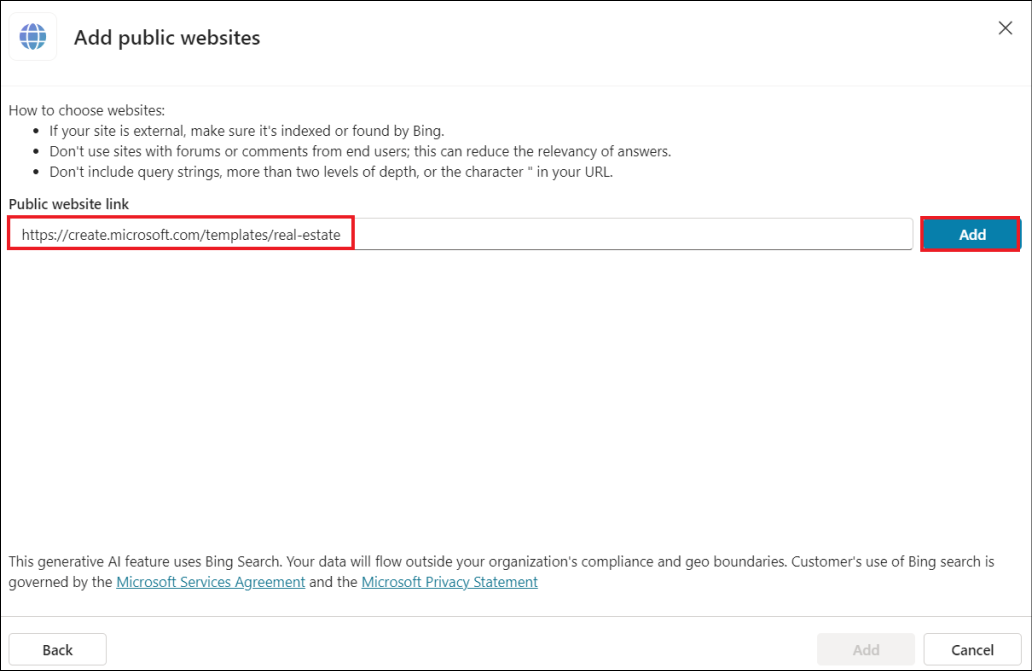 Add public websites
How to choose websites:
• If your site is external, make sure it's indexed or found by Bing.
• Don't use sites with forums or comments from end users; this can reduce the relevancy of answers.
• Don't include query strings, more than two levels of depth, or the character " in your URL.
Public website link
https://create.microsoft.com/templates/real-estate
Add
This generative AI feature uses Bing Search. Your data will flow outside your organization's compliance and geo boundaries. Customer's use of Bing search is
governed by the Microsoft Services Agreement and the Microsoft Privacy Statement
Back
Add
Cancel